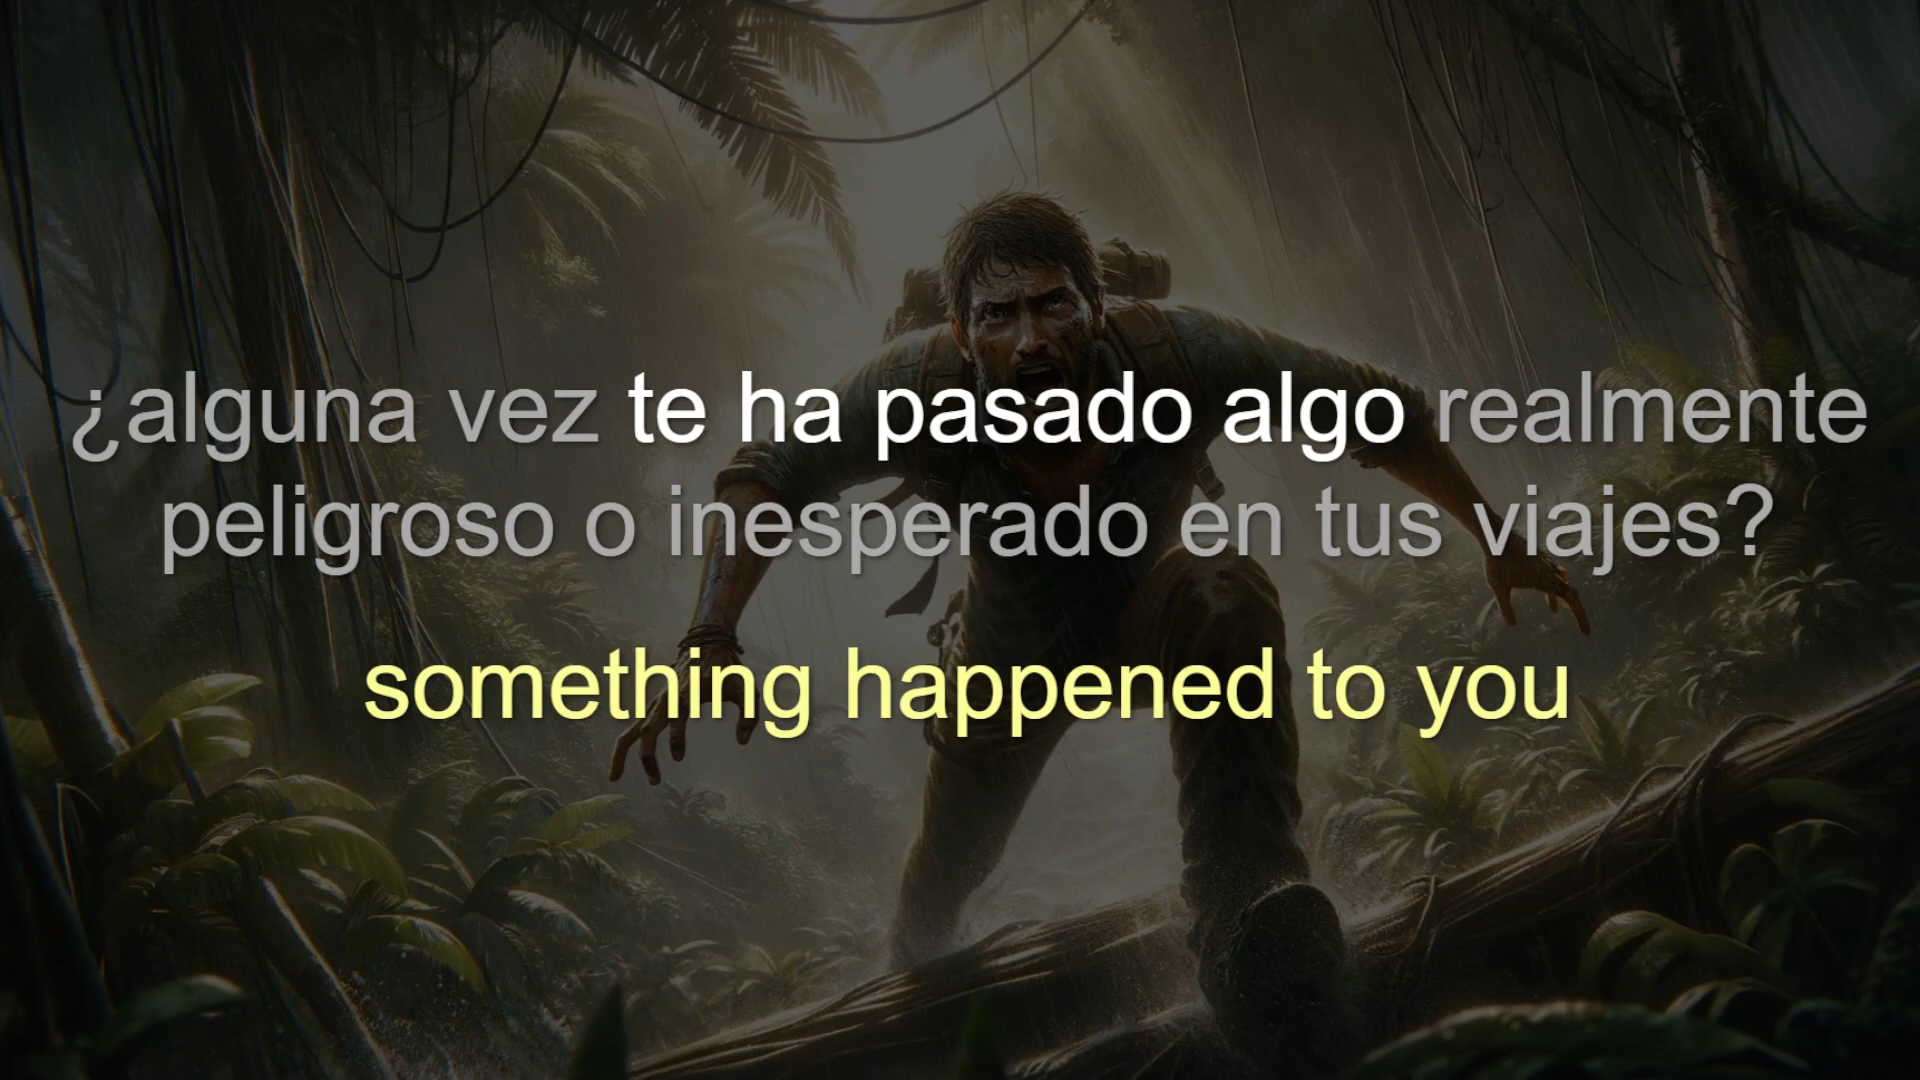 ¿alguna vez te ha pasado algo realmente
peligroso o inesperado en tus viajes?
something happened to you